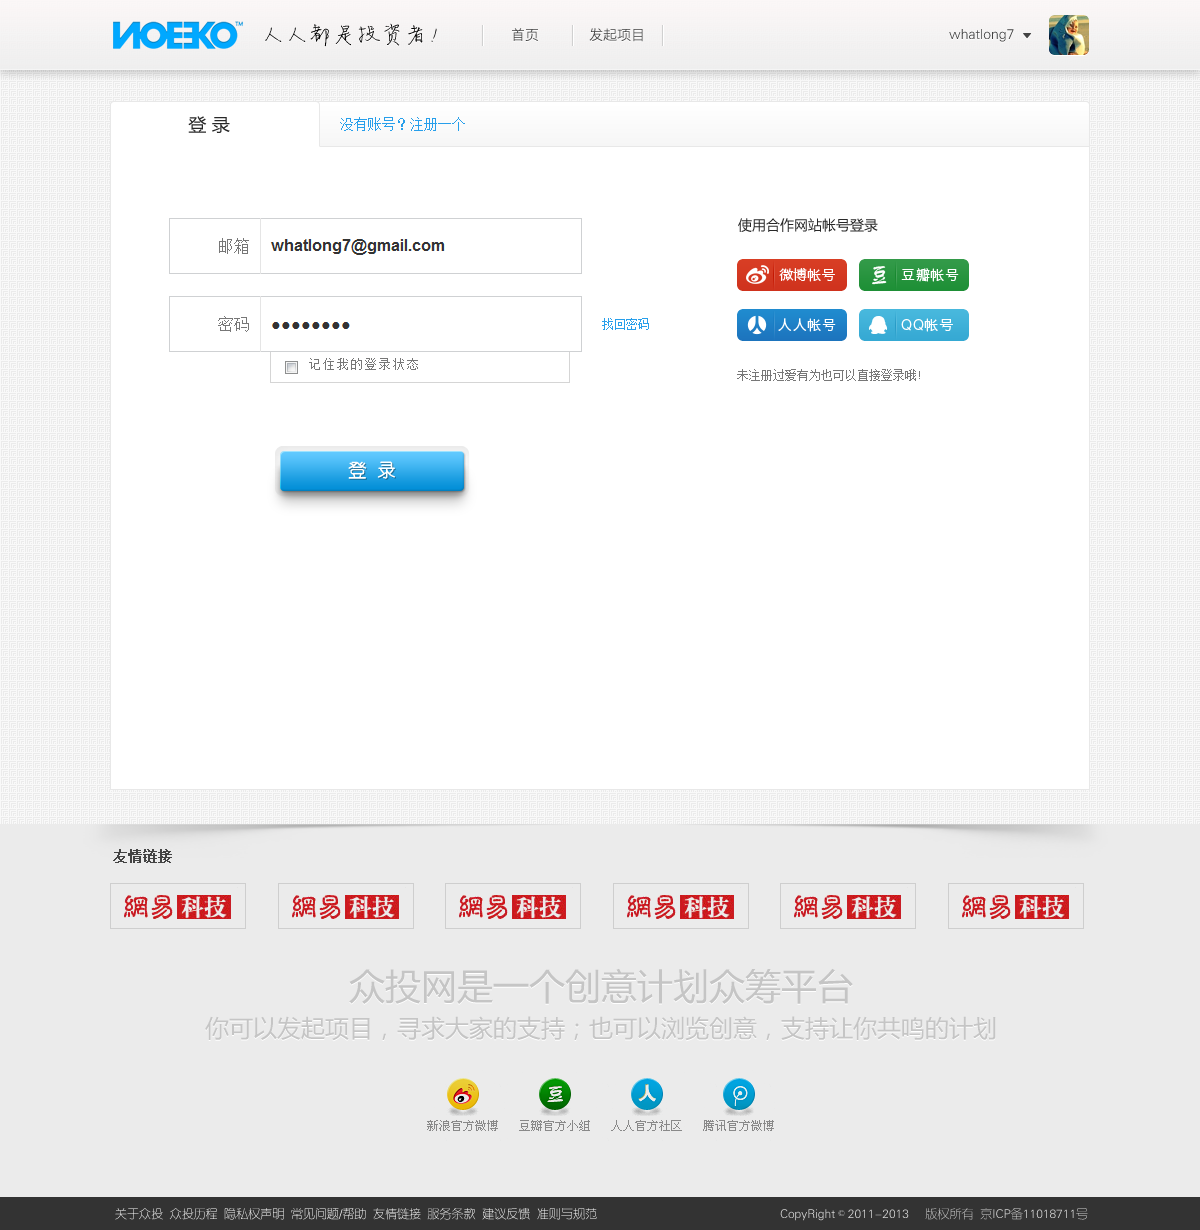 ИOEKO™ 人人都是投资者! 首页 发起项目 whatlong7
登 录 没有账号？注册一个
使用合作网站帐号登录
邮箱 whatlong7@gmail.com
微博帐号 豆瓣帐号
密码 ●●●●●●●● 找回密码
人人帐号 QQ帐号
记住我的登录状态
未注册过爱有为也可以直接登录哦!
登 录
友情链接
網易科技 網易科技 網易科技 網易科技 網易科技 網易科技
众投网是一个创意计划众筹平台
你可以发起项目，寻求大家的支持；也可以浏览创意，支持让你共鸣的计划
豆 人
新浪官方微博 豆瓣官方小组 人人官方社区 腾讯官方微博
关于众投 众投历程 隐私权声明 常见问题/帮助 友情链接 服务条款 建议反馈 准则与规范 CopyRight © 2011-2013 版权所有 京ICP备11018711号